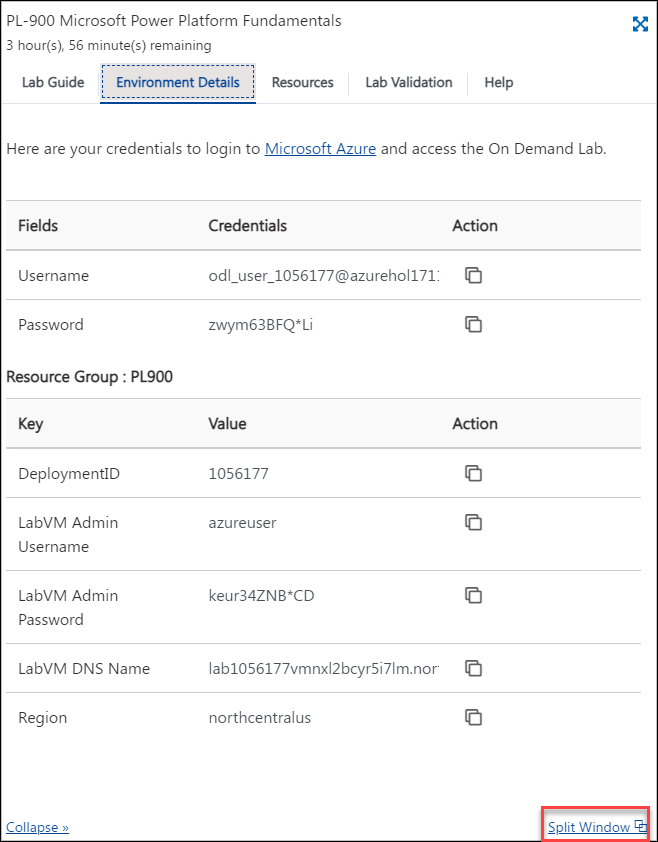 PL-900 Microsoft Power Platform Fundamentals
3 hour(s), 56 minute(s) remaining
Lab Guide Environment Details Resources Lab Validation Help
Here are your credentials to login to Microsoft Azure and access the On Demand Lab.
Fields Credentials Action
Username odl_user_1056177@azurehol171
Password zwym63BFQ*Li
Resource Group : PL900
Key Value Action
DeploymentID 1056177
LabVM Admin azureuser
Username
LabVM Admin keur34ZNB*CD
Password
LabVM DNS Name lab1056177vmnxl2bcyr5i7lm.nor
Region northcentralus
Collapse » Split Window